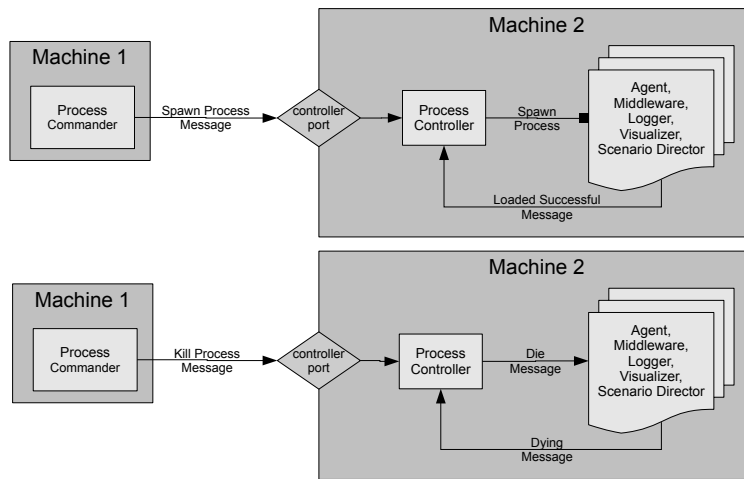 Machine 1
Process
Commander
Spawn Process
Message
controller
port
Machine 2
Process
Controller
Spawn
Process
Agent,
Middleware,
Logger,
Visualizer,
Scenario Director
Loaded Successful
Message
Machine 1
Process
Commander
Kill Process
Message
controller
port
Machine 2
Process
Controller
Die
Message
Agent,
Middleware,
Logger,
Visualizer,
Scenario Director
Dying
Message